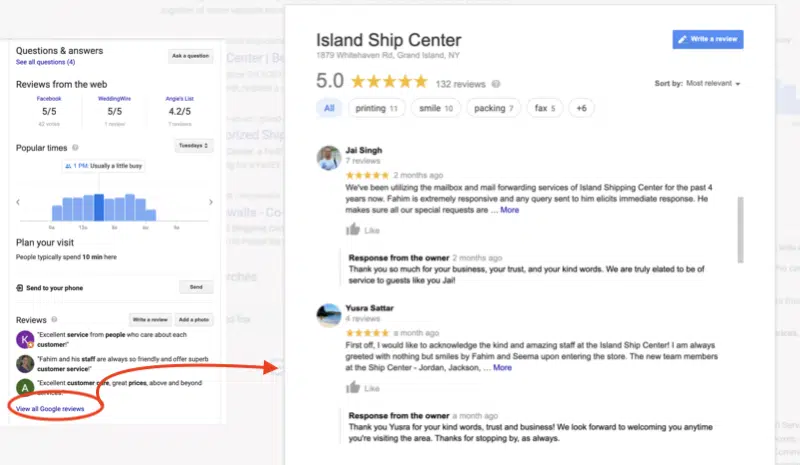 Questions & answers
See all questions (4)
Ask a question
Reviews from the web
Facebook
5/5
42 votes
WeddingWire
5/5
1 review
Angie's List
4.2/5
7 reviews
Popular times
Tuesdays
1 PM: Usually a little busy
9a 12p 3p 6p 9p
Plan your visit
People typically spend 10 min here
Send to your phone
Send
Reviews
Write a review
Add a photo
K
"Excellent service from people who care about each
customer!"
"Fahim and his staff are always so friendly and offer superb
customer service!"
A
"Excellent customer care, great prices, above and beyond
services!"
View all Google reviews
Island Ship Center
1879 Whitehaven Rd, Grand Island, NY
Write a review
5.0
132 reviews
Sort by: Most relevant
All
printing 11
smile 10
packing 7
fax 5
+6
Jai Singh
7 reviews
2 months ago
We've been utilizing the mailbox and mail forwarding services of Island Shipping Center for the past 4
years now. Fahim is extremely responsive and any query sent to him elicits immediate response. He
makes sure all our special requests are … More
Like
Response from the owner 2 months ago
Thank you so much for your business, your trust, and your kind words. We are truly elated to be of
service to guests like you Jai!
Yusra Sattar
4 reviews
a month ago
First off, I would like to acknowledge the kind and amazing staff at the Island Ship Center! I am always
greeted with nothing but smiles by Fahim and Seema upon entering the store. The new team members
at the Ship Center - Jordan, Jackson, … More
Like
Response from the owner a month ago
Thank you Yusra for your kind words, trust and business! We look forward to welcoming you anytime
you're visiting the area. Thanks for stopping by, as always.